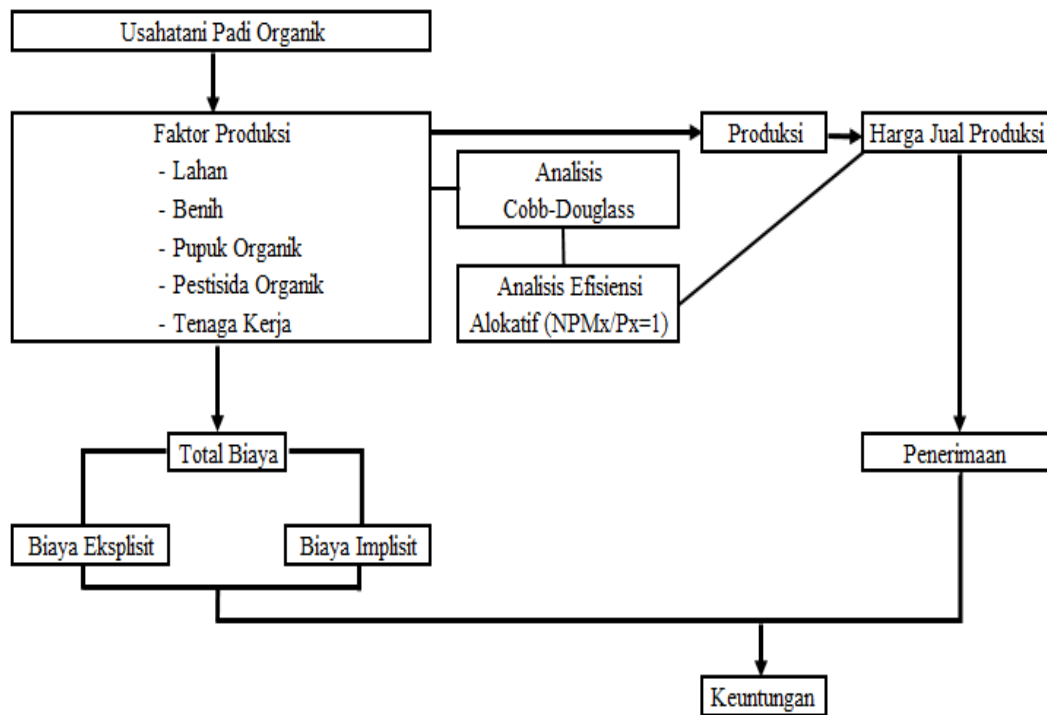 Usahatani Padi Organik
Faktor Produksi
- Lahan
- Benih
- Pupuk Organik
- Pestisida Organik
- Tenaga Kerja
Analisis
Cobb-Douglass
Analisis Efisiensi
Alokatif (NPMx/Px=1)
Produksi
Harga Jual Produksi
Total Biaya
Penerimaan
Biaya Eksplisit
Biaya Implisit
Keuntungan